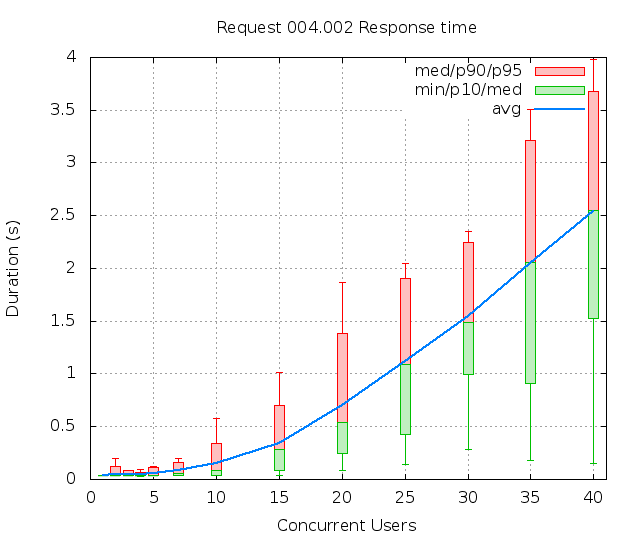 Request 004.002 Response time
med/p90/p95
min/p10/med
avg
Duration (s)
4
3.5
3
2.5
2
1.5
1
0.5
0
0 5 10 15 20 25 30 35 40
Concurrent Users